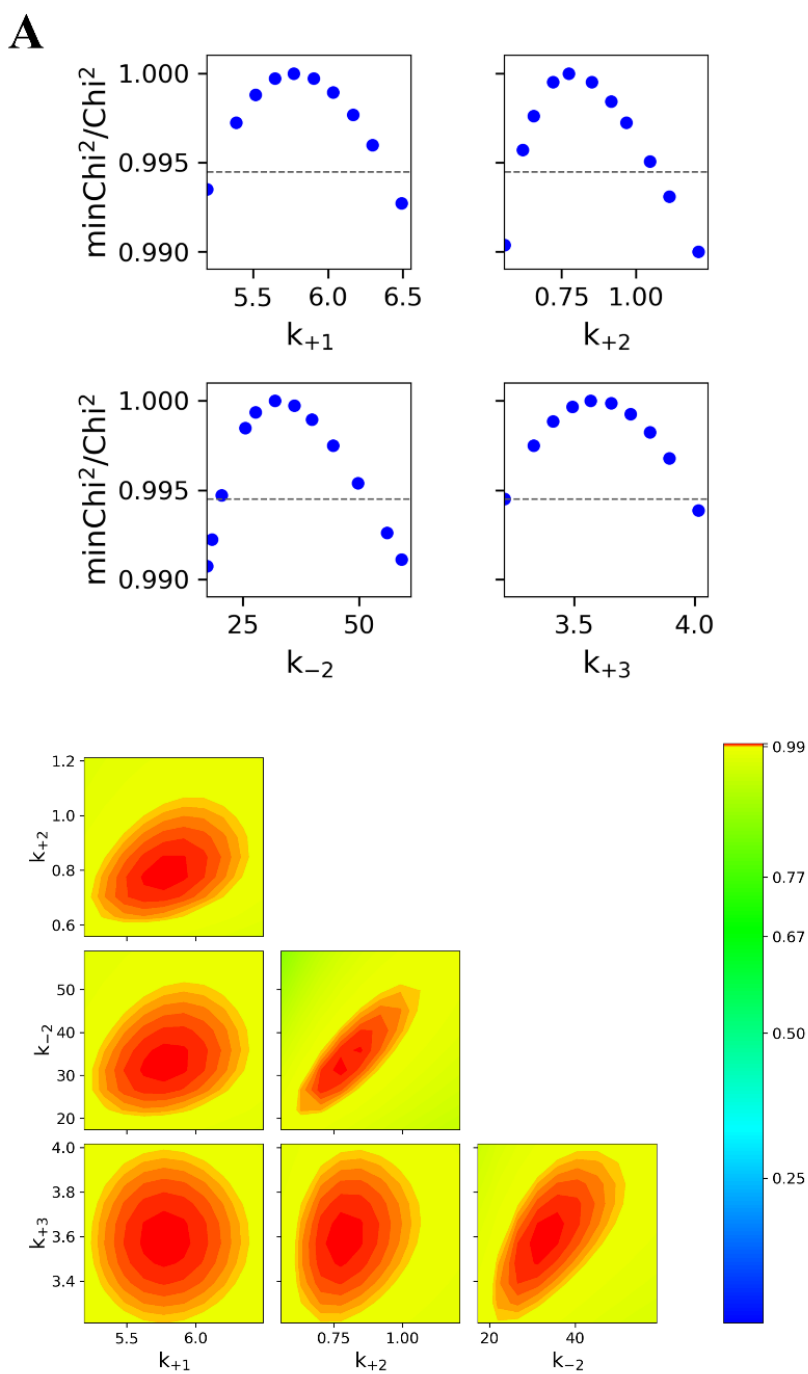 A
minChi²/Chi²
1.000
0.995
0.990
5.5 6.0 6.5
k₊₁
0.75 1.00
k₊₂
minChi²/Chi²
1.000
0.995
0.990
25 50
k₋₂
3.5 4.0
k₊₃
k₊₂
1.2
1.0
0.8
0.6
k₋₂
50
40
30
20
k₊₃
4.0
3.8
3.6
3.4
5.5 6.0
k₊₁
0.75 1.00
k₊₂
20 40
k₋₂
0.99
0.77
0.67
0.50
0.25